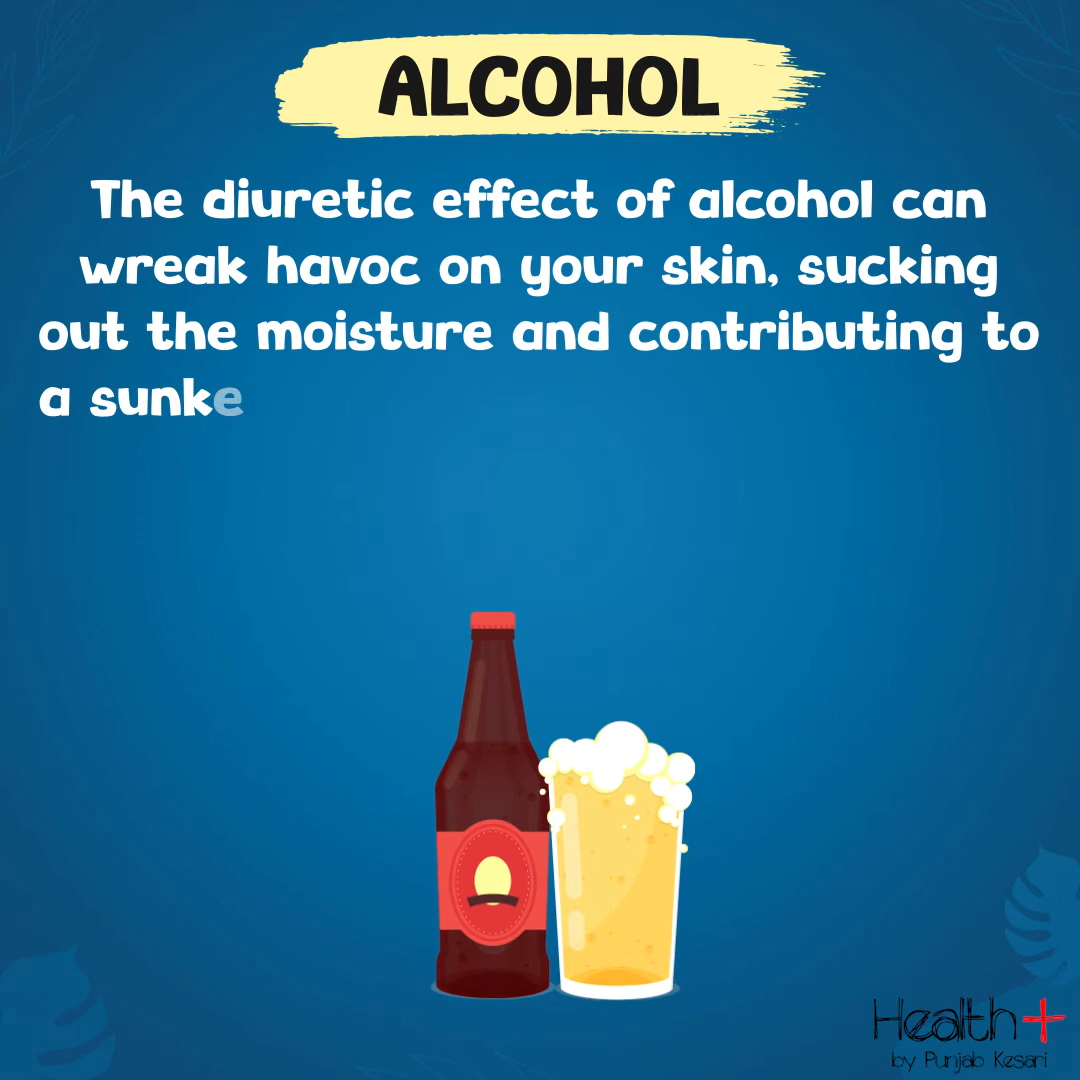 ALCOHOL
The diuretic effect of alcohol can
wreak havoc on your skin, sucking
out the moisture and contributing to
a sunke
Health+
by Punjab Kesari